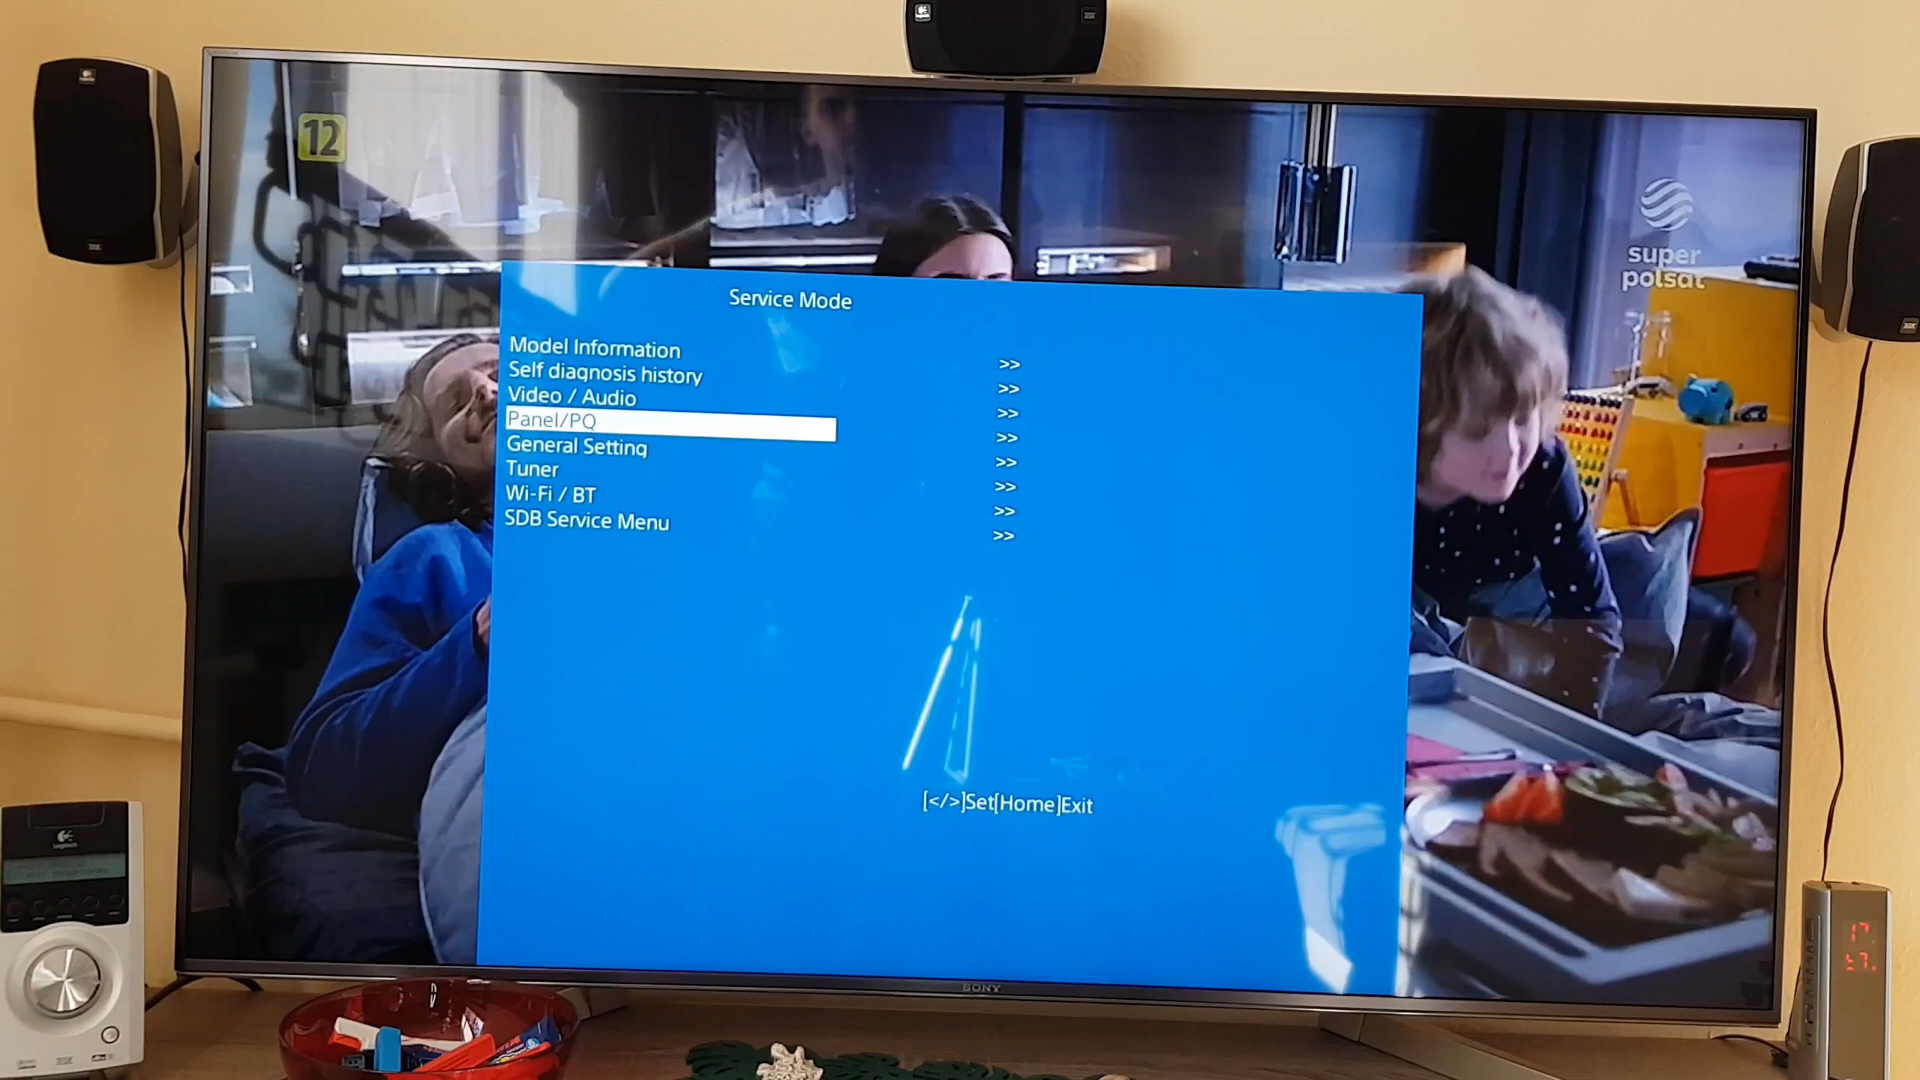 12
super
polsat
Service Mode
Model Information >>
Self diagnosis history >>
Video / Audio >>
Panel/PQ >>
General Setting >>
Tuner >>
Wi-Fi / BT >>
SDB Service Menu >>
[</>]Set[Home]Exit
SONY
Logitech